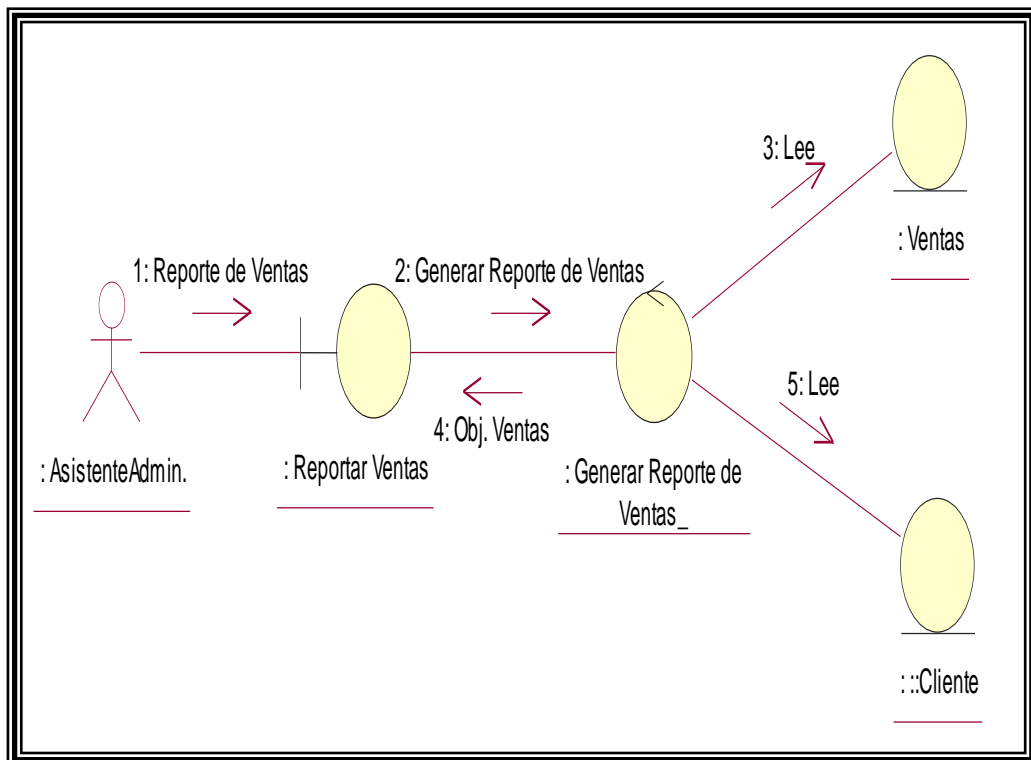 3: Lee
: Ventas
1: Reporte de Ventas
2: Generar Reporte de Ventas
5: Lee
4: Obj. Ventas
: AsistenteAdmin.
: Reportar Ventas
: Generar Reporte de
Ventas_
: ::Cliente